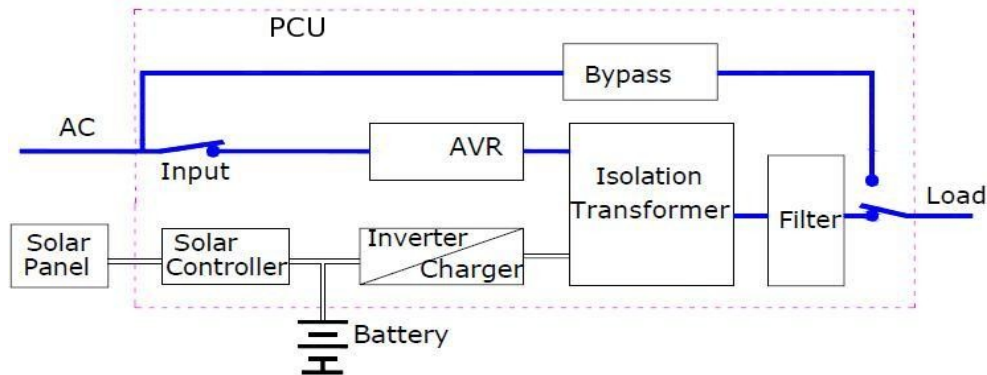 PCU
Bypass
AC
AVR
Input
Isolation
Transformer
Load
Filter
Solar
Panel
Solar
Controller
Inverter
Charger
Battery